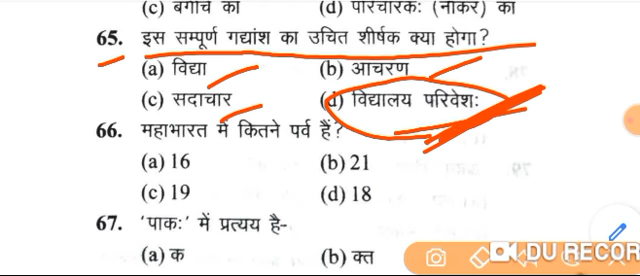 (c) बगीचे का (d) परिचारकः (नौकर) का
65. इस सम्पूर्ण गद्यांश का उचित शीर्षक क्या होगा?
(a) विद्या (b) आचरण
(c) सदाचार (d) विद्यालय परिवेशः
66. महाभारत में कितने पर्व हैं?
(a) 16 (b) 21
(c) 19 (d) 18
67. 'पाकः' में प्रत्यय है-
(a) क (b) क्त
DU RECOR